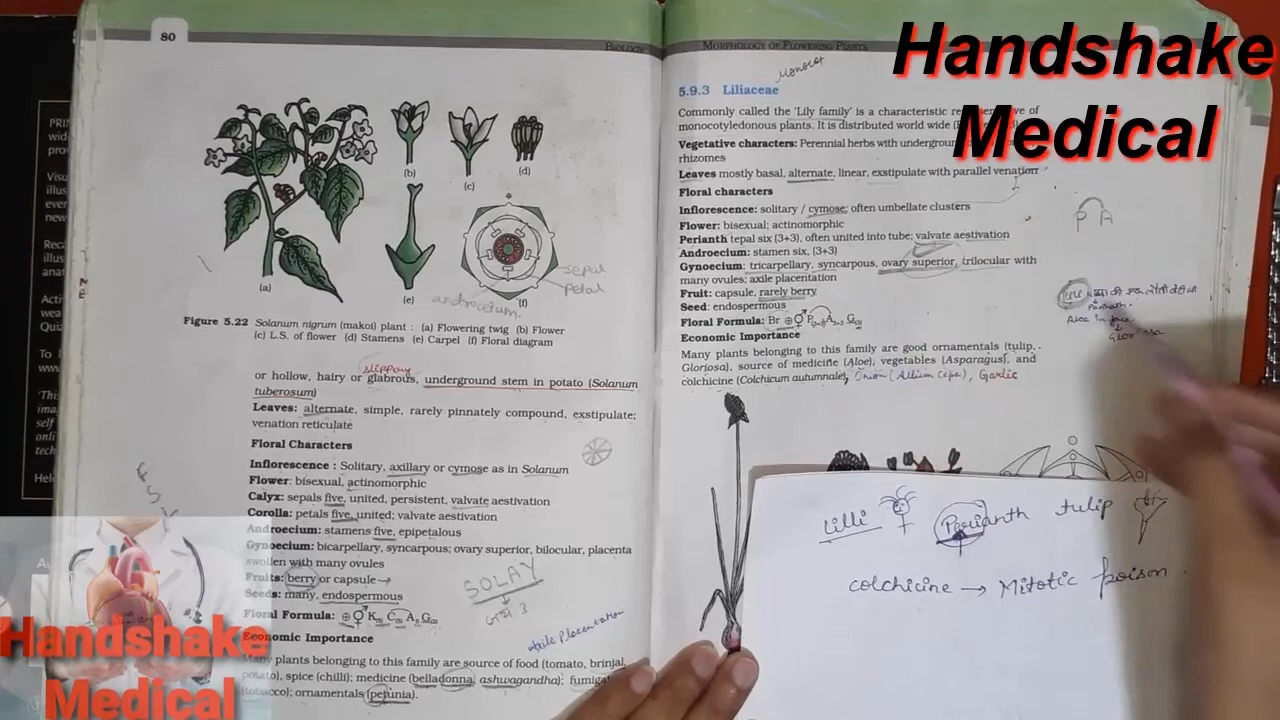 80
BIOLOGY
(b)
(c)
(d)
(a)
(e)
(f)
sepal
petal
androecium
Figure 5.22 Solanum nigrum (makoi) plant : (a) Flowering twig (b) Flower
(c) L.S. of flower (d) Stamens (e) Carpel (f) Floral diagram
slippary
or hollow, hairy or glabrous, underground stem in potato (Solanum
tuberosum)
Leaves: alternate, simple, rarely pinnately compound, exstipulate;
venation reticulate
Floral Characters
Inflorescence : Solitary, axillary or cymose as in Solanum
Flower: bisexual, actinomorphic
Calyx: sepals five, united, persistent, valvate aestivation
Corolla: petals five, united; valvate aestivation
Androecium: stamens five, epipetalous
Gynoecium: bicarpellary, syncarpous; ovary superior, bilocular, placenta
swollen with many ovules
Fruits: berry or capsule
Seeds: many, endospermous
Floral Formula:
SOLAY
Axile Placentation
Economic Importance
Many plants belonging to this family are source of food (tomato, brinjal,
potato), spice (chilli); medicine (belladonna, ashwagandha); fumiga
(tobacco); ornamentals (petunia).
MORPHOLOGY OF FLOWERING PLANTS
Monocot
5.9.3 Liliaceae
Commonly called the 'Lily family' is a characteristic re of
monocotyledonous plants. It is distributed world wide
Vegetative characters: Perennial herbs with undergroun
rhizomes
Leaves mostly basal, alternate, linear, exstipulate with parallel venation
Floral characters
Inflorescence: solitary / cymose; often umbellate clusters
Flower: bisexual; actinomorphic
Perianth tepal six (3+3), often united into tube; valvate aestivation
Androecium: stamen six, (3+3)
Gynoecium: tricarpellary, syncarpous, ovary superior, trilocular with
many ovules; axile placentation
Fruit: capsule, rarely berry
Seed: endospermous
Floral Formula: Br
Economic Importance
Many plants belonging to this family are good ornamentals (tulip,
Gloriosa), source of medicine (Aloe), vegetables (Asparagus), and
colchicine (Colchicum autumnale), Onion (Allium Cepa), Garlic
P A
Aloe
Lilli Perianth tulip
colchicine → Mitotic poison
Handshake
Medical
Handshake
Medical